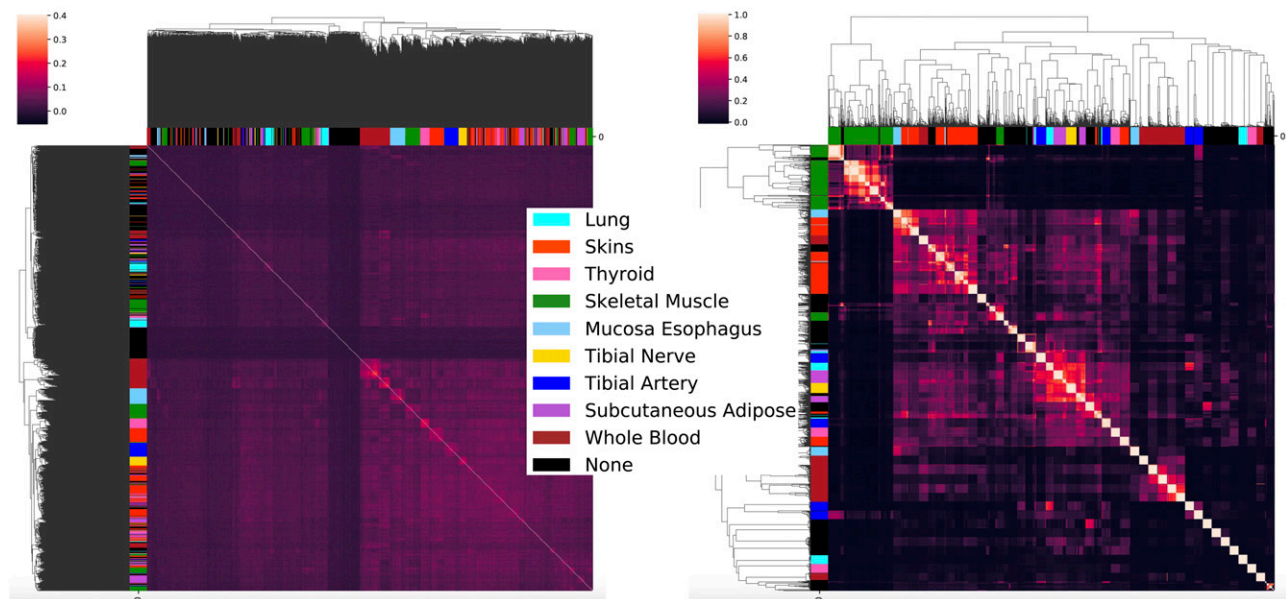 0.4
0.3
0.2
0.1
0.0
0
1.0
0.8
0.6
0.4
0.2
0.0
0
Lung
Skins
Thyroid
Skeletal Muscle
Mucosa Esophagus
Tibial Nerve
Tibial Artery
Subcutaneous Adipose
Whole Blood
None